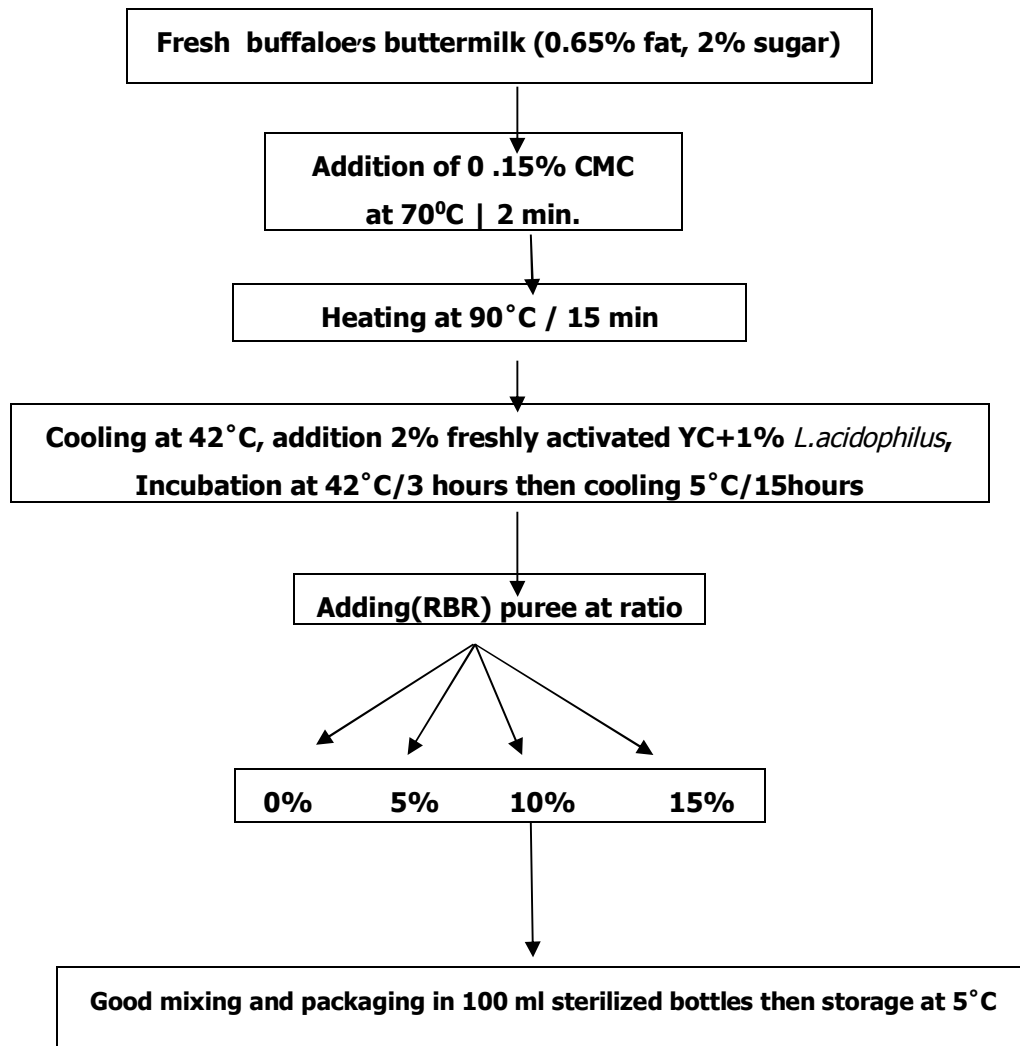 Fresh  buffaloe's buttermilk (0.65% fat, 2% sugar)
Addition of 0 .15% CMC
at 70⁰C | 2 min.
Heating at 90˚C / 15 min
Cooling at 42˚C, addition 2% freshly activated YC+1% L.acidophilus,
Incubation at 42˚C/3 hours then cooling 5˚C/15hours
Adding(RBR) puree at ratio
0% 5% 10% 15%
Good mixing and packaging in 100 ml sterilized bottles then storage at 5˚C